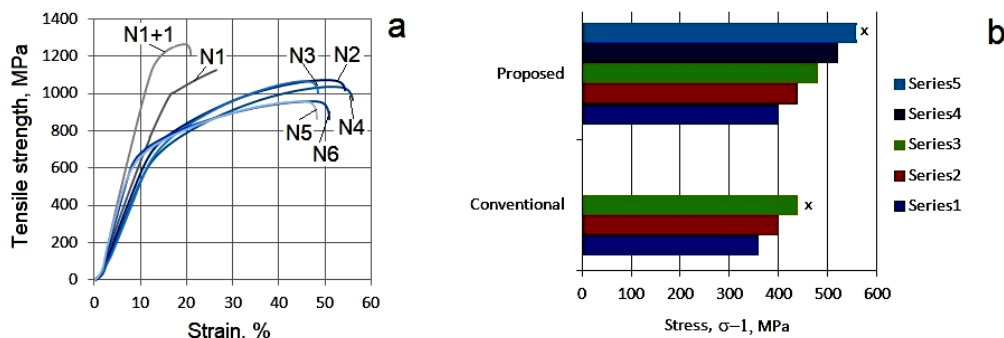 a
1400
1200
1000
800
600
400
200
0
Tensile strength, MPa
N1+1
N1
N3
N2
N5
N4
N6
0 10 20 30 40 50 60
Strain, %
b
x
Proposed
Conventional
x
0 100 200 300 400 500 600
Stress, σ−1, MPa
Series5
Series4
Series3
Series2
Series1